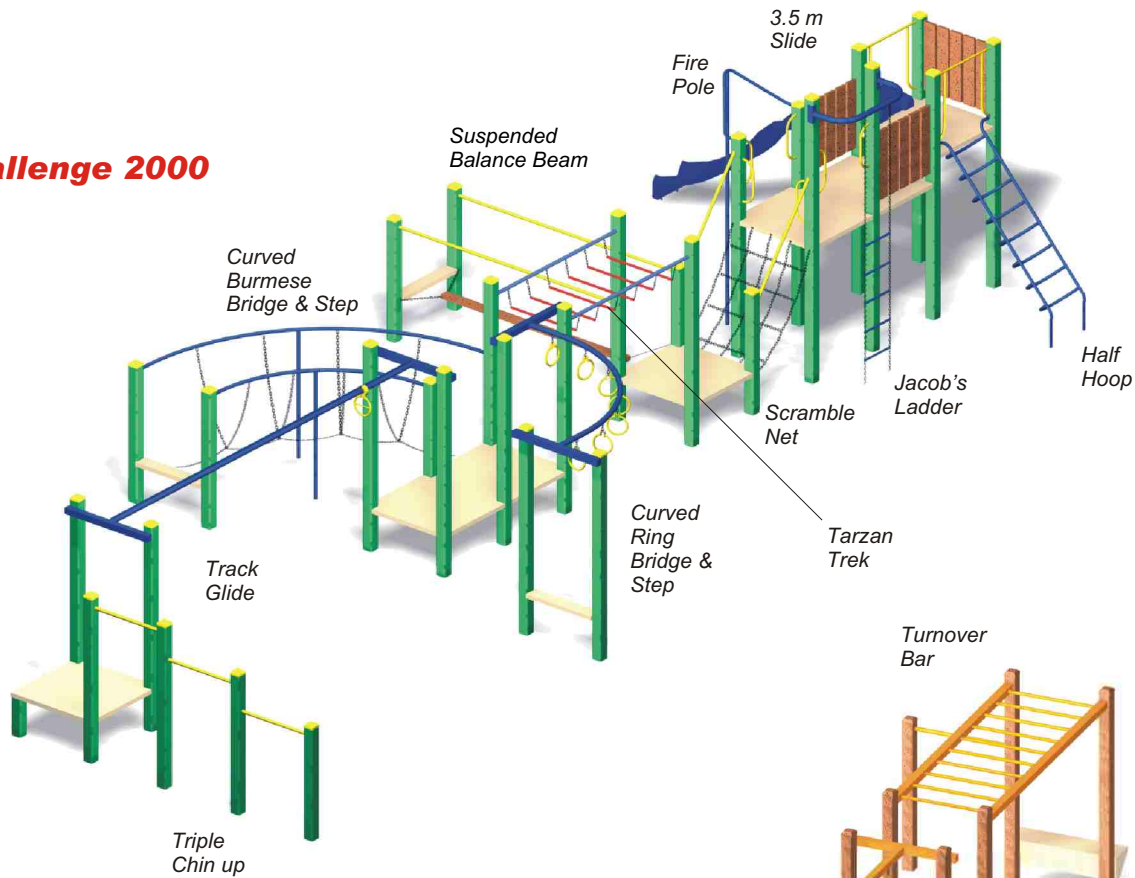 3.5 m
Slide
Fire
Pole
Suspended
Balance Beam
allenge 2000
Curved
Burmese
Bridge & Step
Half
Hoop
Jacob's
Ladder
Scramble
Net
Curved
Ring
Bridge &
Step
Tarzan
Trek
Track
Glide
Turnover
Bar
Triple
Chin up